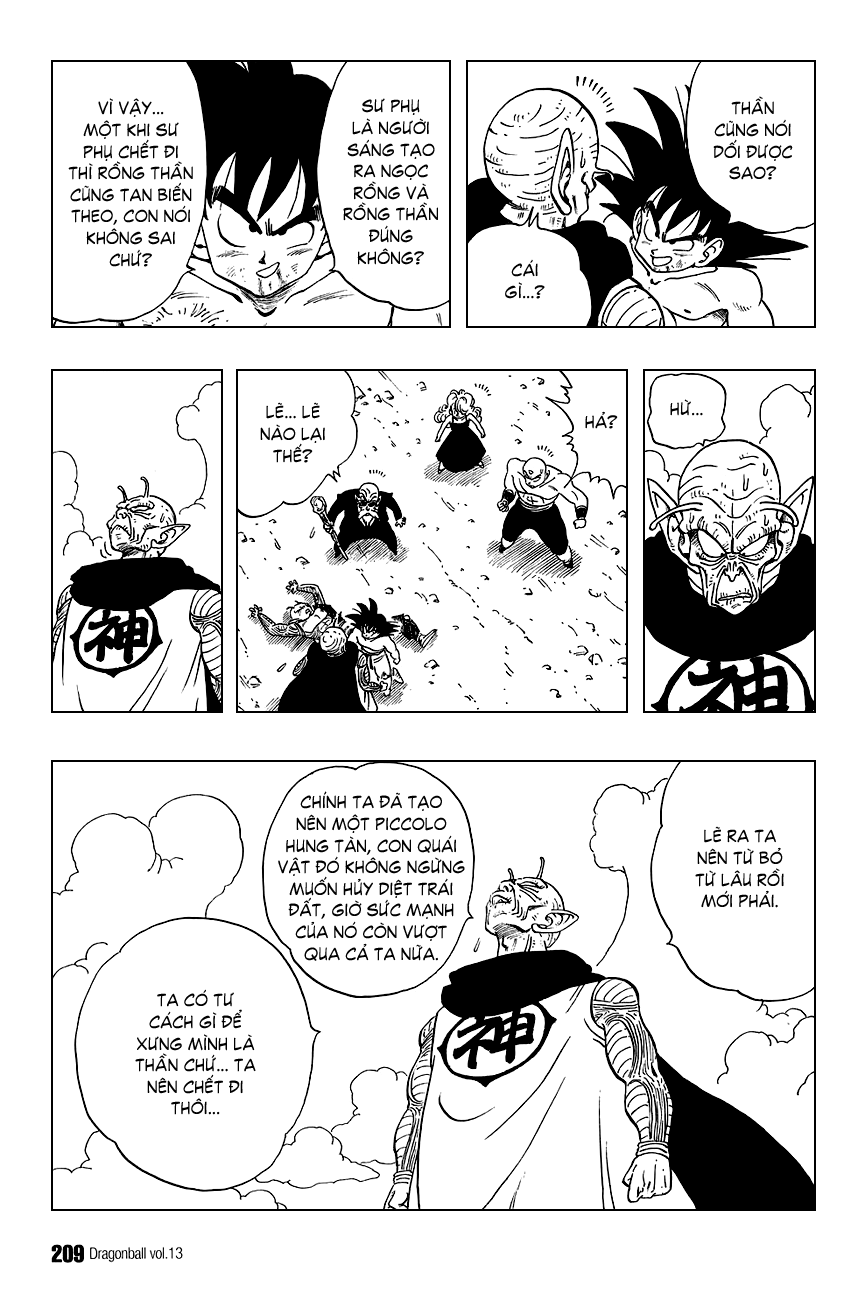 THẦN
CŨNG NÓI
DỐI ĐƯỢC
SAO?
CÁI
GÌ...?
SƯ PHỤ
LÀ NGƯỜI
SÁNG TẠO
RA NGỌC
RỒNG VÀ
RỒNG THẦN
ĐÚNG
KHÔNG?
VÌ VẬY...
MỘT KHI SƯ
PHỤ CHẾT ĐI
THÌ RỒNG THẦN
CŨNG TAN BIẾN
THEO, CON NÓI
KHÔNG SAI
CHỨ?
HỪ...
神
HẢ?
LẼ... LẼ
NÀO LẠI
THẾ?
神
LẼ RA TA
NÊN TỪ BỎ
TỪ LÂU RỒI
MỚI PHẢI.
CHÍNH TA ĐÃ TẠO
NÊN MỘT PICCOLO
HUNG TÀN, CON QUÁI
VẬT ĐÓ KHÔNG NGỪNG
MUỐN HỦY DIỆT TRÁI
ĐẤT, GIỜ SỨC MẠNH
CỦA NÓ CÒN VƯỢT
QUA CẢ TA NỮA.
神
TA CÓ TƯ
CÁCH GÌ ĐỂ
XƯNG MÌNH LÀ
THẦN CHỨ... TA
NÊN CHẾT ĐI
THÔI...
209 Dragonball vol.13